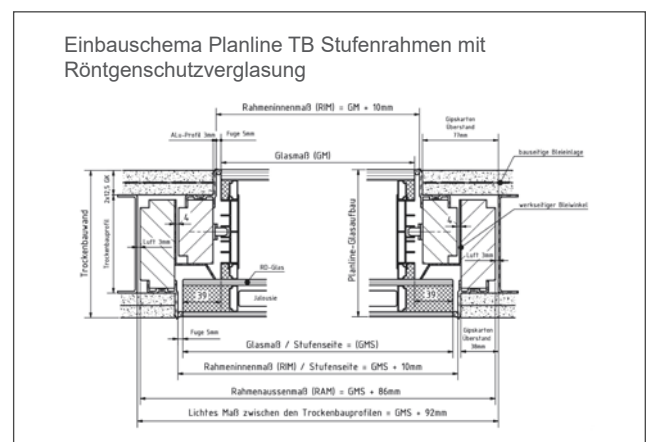 Einbauschema Planline TB Stufenrahmen mit
Röntgenschutzverglasung
Rahmeninnenmaß (RIM) = GM + 10mm
Gipskarten
Überstand
77mm
ALu-Profil 3mm
Fuge 5mm
Glasmaß (GM)
bauseitige Bleieinlage
2x12,5 GK
4
4
Trockenbauwand
Trockenbauprofil
Planline-Glasaufbau
werkseitiger Bleiwinkel
Luft 3mm
Luft 3mm
RD-Glas
39
Jalousie
39
Fuge 5mm
Gipskarten
Überstand
38mm
Glasmaß / Stufenseite = (GMS)
Rahmeninnenmaß (RIM) / Stufenseite = GMS + 10mm
Rahmenaussenmaß (RAM) = GMS + 86mm
Lichtes Maß zwischen den Trockenbauprofilen = GMS + 92mm